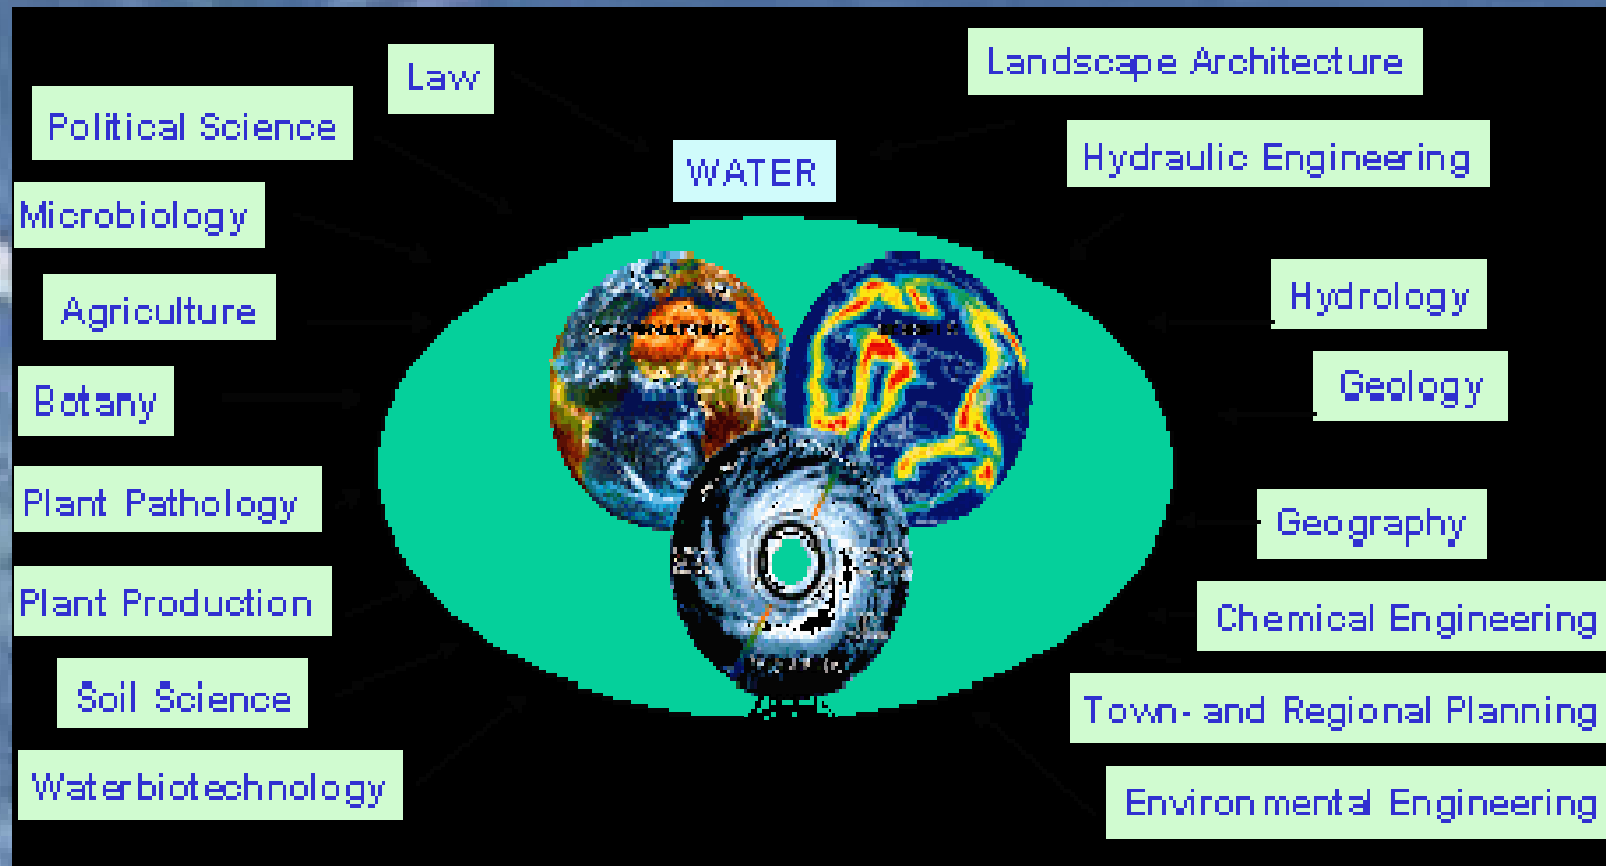 Law
Landscape Architecture
Political Science
Hydraulic Engineering
WATER
Microbiology
Agriculture
Hydrology
Botany
Geology
Plant Pathology
Geography
Plant Production
Chemical Engineering
Soil Science
Town- and Regional Planning
Waterbiotechnology
Environmental Engineering